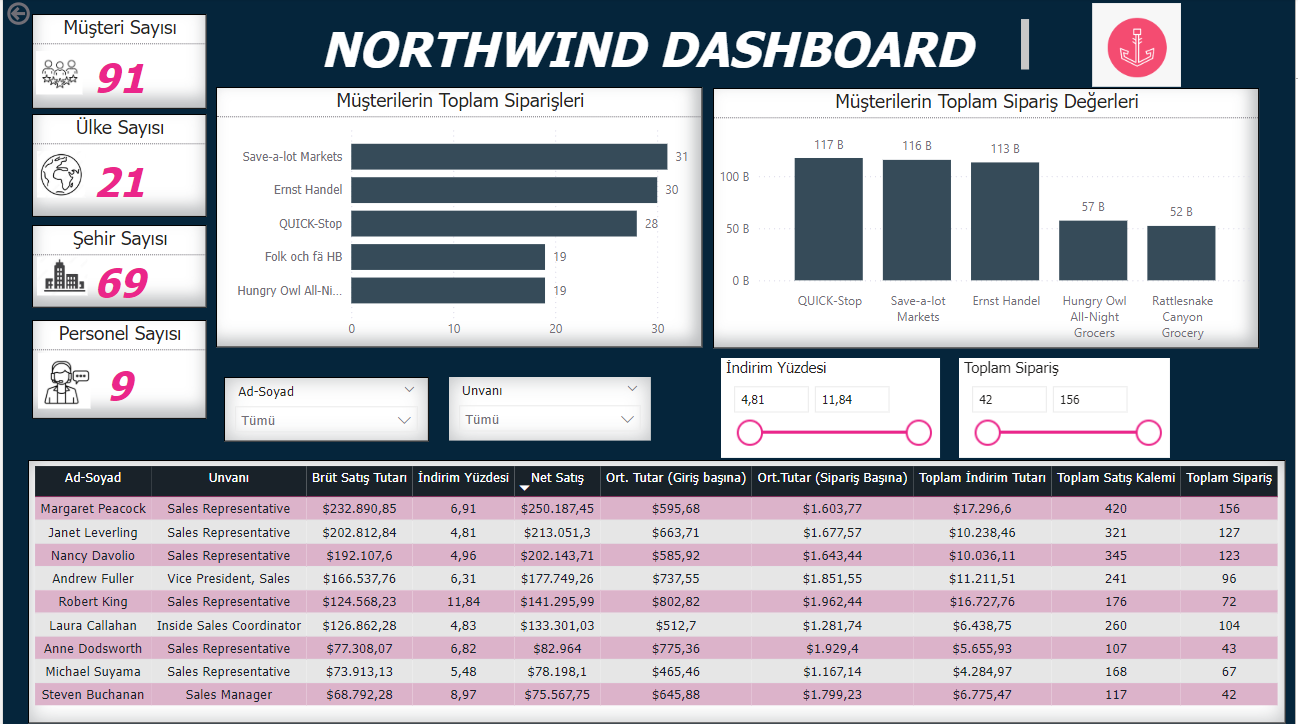 Müşteri Sayısı
91
Ülke Sayısı
21
Şehir Sayısı
69
Personel Sayısı
9
NORTHWIND DASHBOARD
Müşterilerin Toplam Siparişleri
Save-a-lot Markets 31
Ernst Handel 30
QUICK-Stop 28
Folk och fä HB 19
Hungry Owl All-Ni... 19
0 10 20 30
Müşterilerin Toplam Sipariş Değerleri
117 B 116 B 113 B 57 B 52 B
100 B
50 B
0 B
QUICK-Stop Save-a-lot Markets Ernst Handel Hungry Owl All-Night Grocers Rattlesnake Canyon Grocery
Ad-Soyad
Tümü
Unvanı
Tümü
İndirim Yüzdesi
4,81 11,84
Toplam Sipariş
42 156
Ad-Soyad Unvanı Brüt Satış Tutarı İndirim Yüzdesi Net Satış Ort. Tutar (Giriş başına) Ort.Tutar (Sipariş Başına) Toplam İndirim Tutarı Toplam Satış Kalemi Toplam Sipariş
Margaret Peacock Sales Representative $232.890,85 6,91 $250.187,45 $595,68 $1.603,77 $17.296,6 420 156
Janet Leverling Sales Representative $202.812,84 4,81 $213.051,3 $663,71 $1.677,57 $10.238,46 321 127
Nancy Davolio Sales Representative $192.107,6 4,96 $202.143,71 $585,92 $1.643,44 $10.036,11 345 123
Andrew Fuller Vice President, Sales $166.537,76 6,31 $177.749,26 $737,55 $1.851,55 $11.211,51 241 96
Robert King Sales Representative $124.568,23 11,84 $141.295,99 $802,82 $1.962,44 $16.727,76 176 72
Laura Callahan Inside Sales Coordinator $126.862,28 4,83 $133.301,03 $512,7 $1.281,74 $6.438,75 260 104
Anne Dodsworth Sales Representative $77.308,07 6,82 $82.964 $775,36 $1.929,4 $5.655,93 107 43
Michael Suyama Sales Representative $73.913,13 5,48 $78.198,1 $465,46 $1.167,14 $4.284,97 168 67
Steven Buchanan Sales Manager $68.792,28 8,97 $75.567,75 $645,88 $1.799,23 $6.775,47 117 42